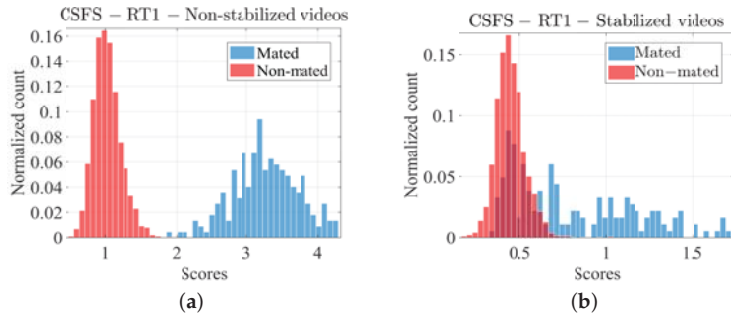 CSFS – RT1 – Non-stabilized videos
0.16
0.14
0.12
0.1
0.08
0.06
0.04
0.02
0
Normalized count
Mated
Non-mated
1 2 3 4
Scores
(a)
CSFS – RT1 – Stabilized videos
0.15
0.1
0.05
0
Normalized count
Mated
Non–mated
0.5 1 15
Scores
(b)